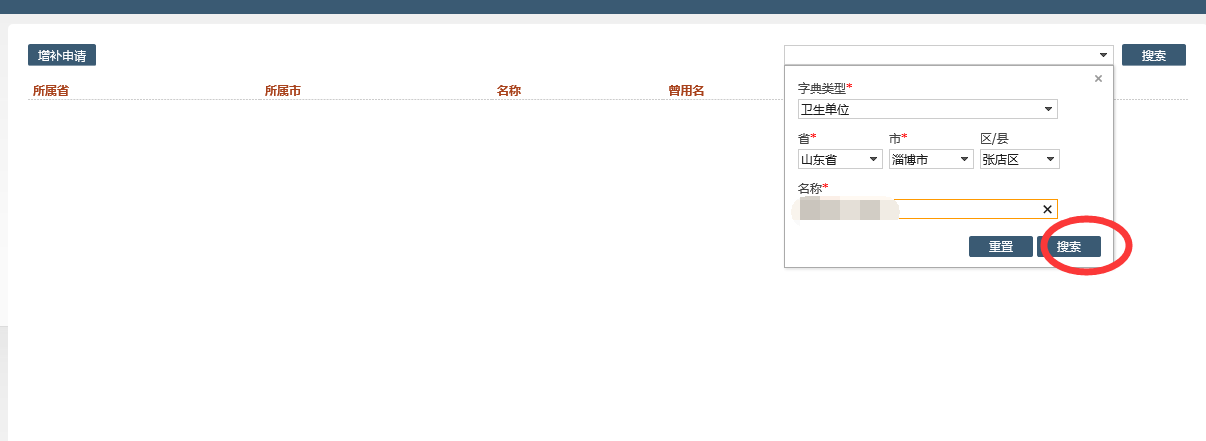 增补申请
搜索
所属省 所属市 名称 曾用名
字典类型*
卫生单位
省* 市* 区/县
山东省 淄博市 张店区
名称*
重置 搜索